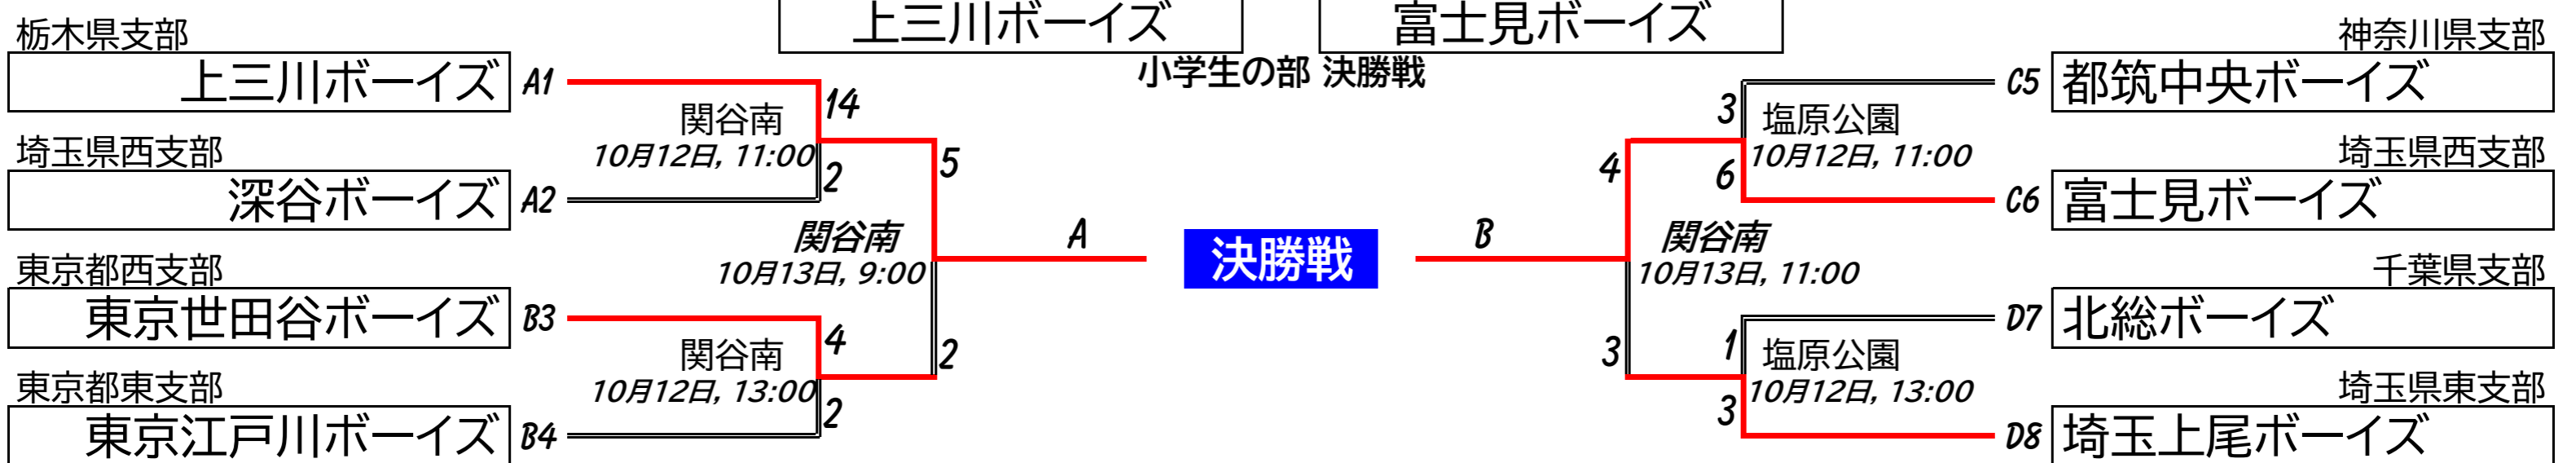 上三川ボーイズ
富士見ボーイズ
小学生の部 決勝戦
栃木県支部
上三川ボーイズ A1
埼玉県西支部
深谷ボーイズ A2
東京都西支部
東京世田谷ボーイズ B3
東京都東支部
東京江戸川ボーイズ B4
14
関谷南
10月12日, 11:00
2
4
関谷南
10月12日, 13:00
2
5
関谷南
10月13日, 9:00
2
A
決勝戦
B
4
関谷南
10月13日, 11:00
3
3
塩原公園
10月12日, 11:00
6
1
塩原公園
10月12日, 13:00
3
神奈川県支部
C5 都筑中央ボーイズ
埼玉県西支部
C6 富士見ボーイズ
千葉県支部
D7 北総ボーイズ
埼玉県東支部
D8 埼玉上尾ボーイズ